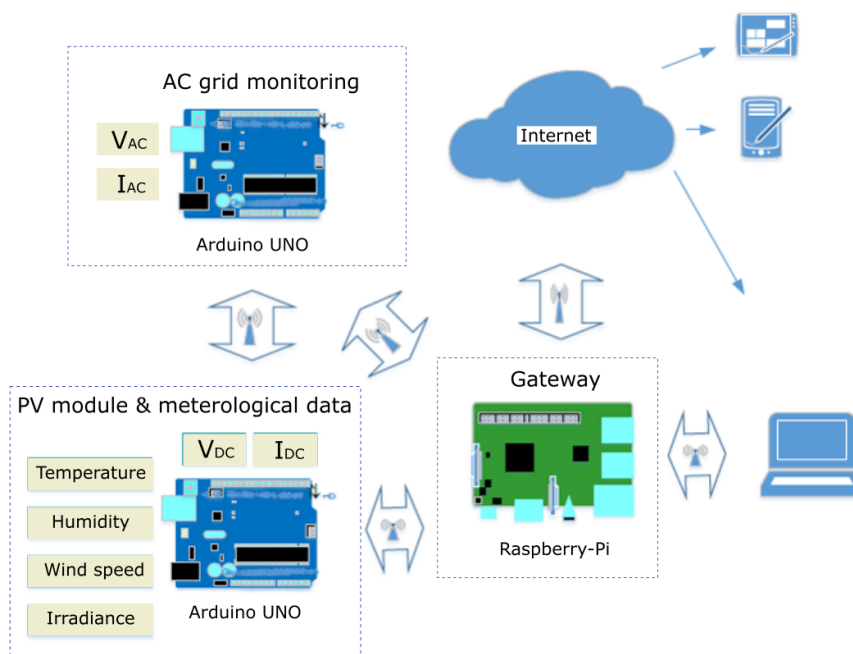 AC grid monitoring
VAC
IAC
Arduino UNO
Internet
PV module & meterological data
VDC
IDC
Temperature
Humidity
Wind speed
Irradiance
Arduino UNO
Gateway
Raspberry-Pi